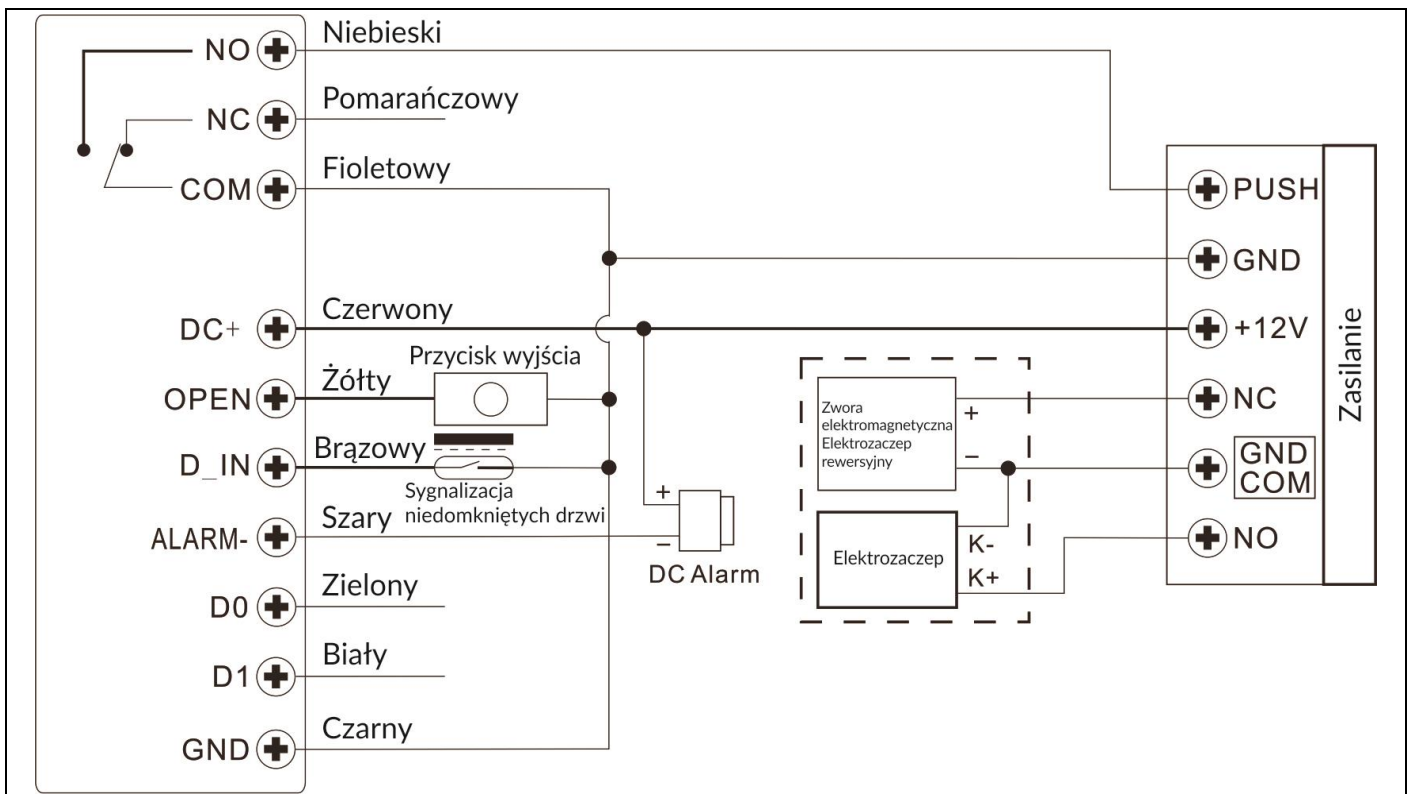 NO Niebieski
NC Pomarańczowy
COM Fioletowy
PUSH
GND
DC+ Czerwony
+12V
Przycisk wyjścia
OPEN Żółty
NC
Zwora
elektromagnetyczna
Elektrozaczep
rewersyjny
+
−
D_IN Brązowy
GND
COM
Sygnalizacja
niedomkniętych drzwi
ALARM- Szary
+
−
DC Alarm
NO
Elektrozaczep
K-
K+
D0 Zielony
D1 Biały
GND Czarny
Zasilanie